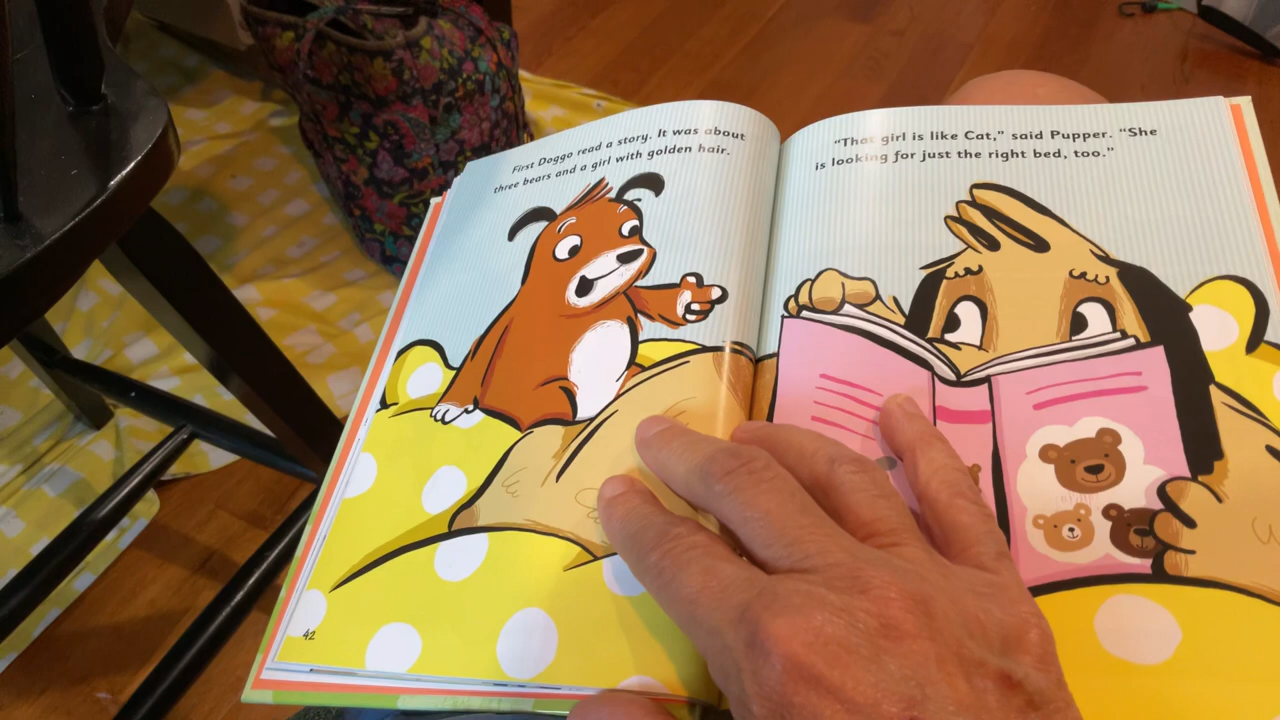 First Doggo read a story. It was about
three bears and a girl with golden hair.
42
“That girl is like Cat,” said Pupper. “She
is looking for just the right bed, too.”